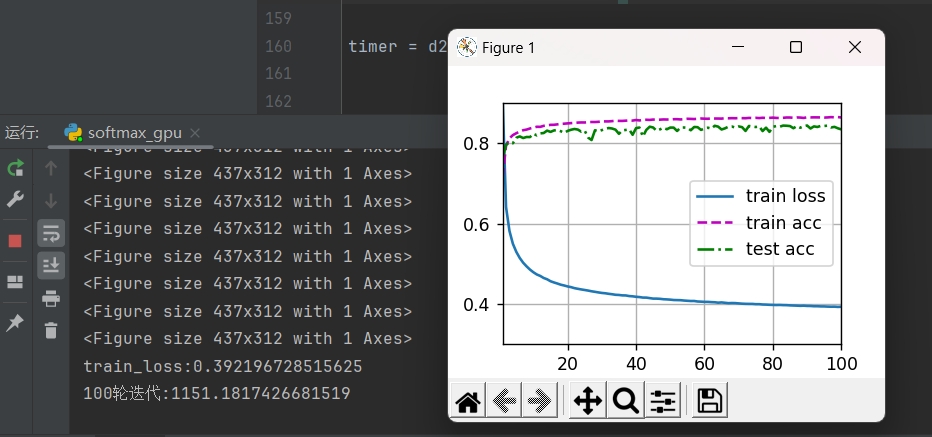 159
160 timer = d2
161
162
Figure 1
0.8
0.6
0.4
20 40 60 80 100
train loss
train acc
test acc
运行: softmax_gpu
<Figure size 437x312 with 1 Axes>
<Figure size 437x312 with 1 Axes>
<Figure size 437x312 with 1 Axes>
<Figure size 437x312 with 1 Axes>
<Figure size 437x312 with 1 Axes>
<Figure size 437x312 with 1 Axes>
<Figure size 437x312 with 1 Axes>
<Figure size 437x312 with 1 Axes>
train_loss:0.392196728515625
100轮迭代:1151.1817426681519